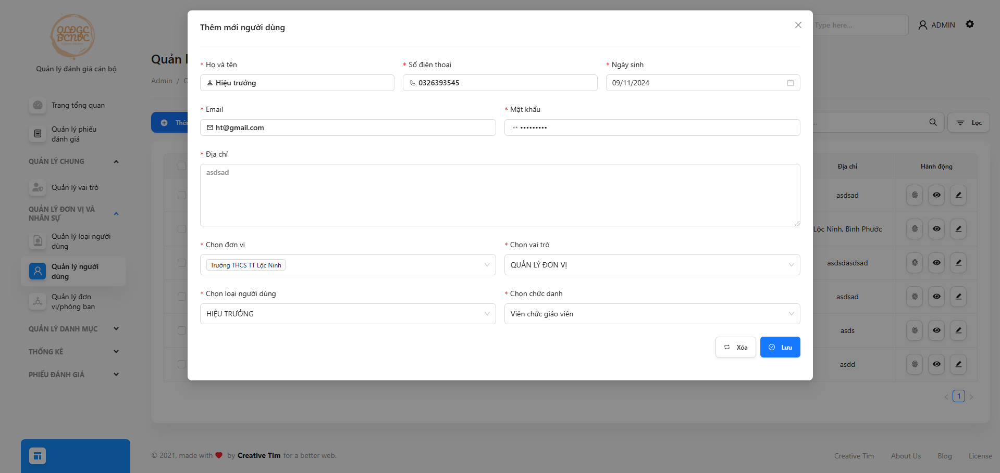 QLĐGC
BCNVC
Quản lý đánh giá cán bộ
Trang tổng quan
Quản lý phiếu
đánh giá
QUẢN LÝ CHUNG
Quản lý vai trò
QUẢN LÝ ĐƠN VỊ VÀ
NHÂN SỰ
Quản lý loại người
dùng
Quản lý người
dùng
Quản lý đơn
vị/phòng ban
QUẢN LÝ DANH MỤC
THỐNG KÊ
PHIẾU ĐÁNH GIÁ
Type here...
ADMIN
Quản l
Admin /
Thêm mới người dùng
* Họ và tên
Hiệu trưởng
* Số điện thoại
0326393545
* Ngày sinh
09/11/2024
* Email
ht@gmail.com
* Mật khẩu
•••••••••
* Địa chỉ
asdsad
* Chọn đơn vị
Trường THCS TT Lộc Ninh
* Chọn vai trò
QUẢN LÝ ĐƠN VỊ
* Chọn loại người dùng
HIỆU TRƯỞNG
* Chọn chức danh
Viên chức giáo viên
Xóa
Lưu
Lọc
Địa chỉ
Hành động
asdsad
Lộc Ninh, Bình Phước
asdsdasdsad
asdsad
asds
asdd
< 1 >
© 2021, made with ❤ by Creative Tim for a better web.
Creative Tim
About Us
Blog
License